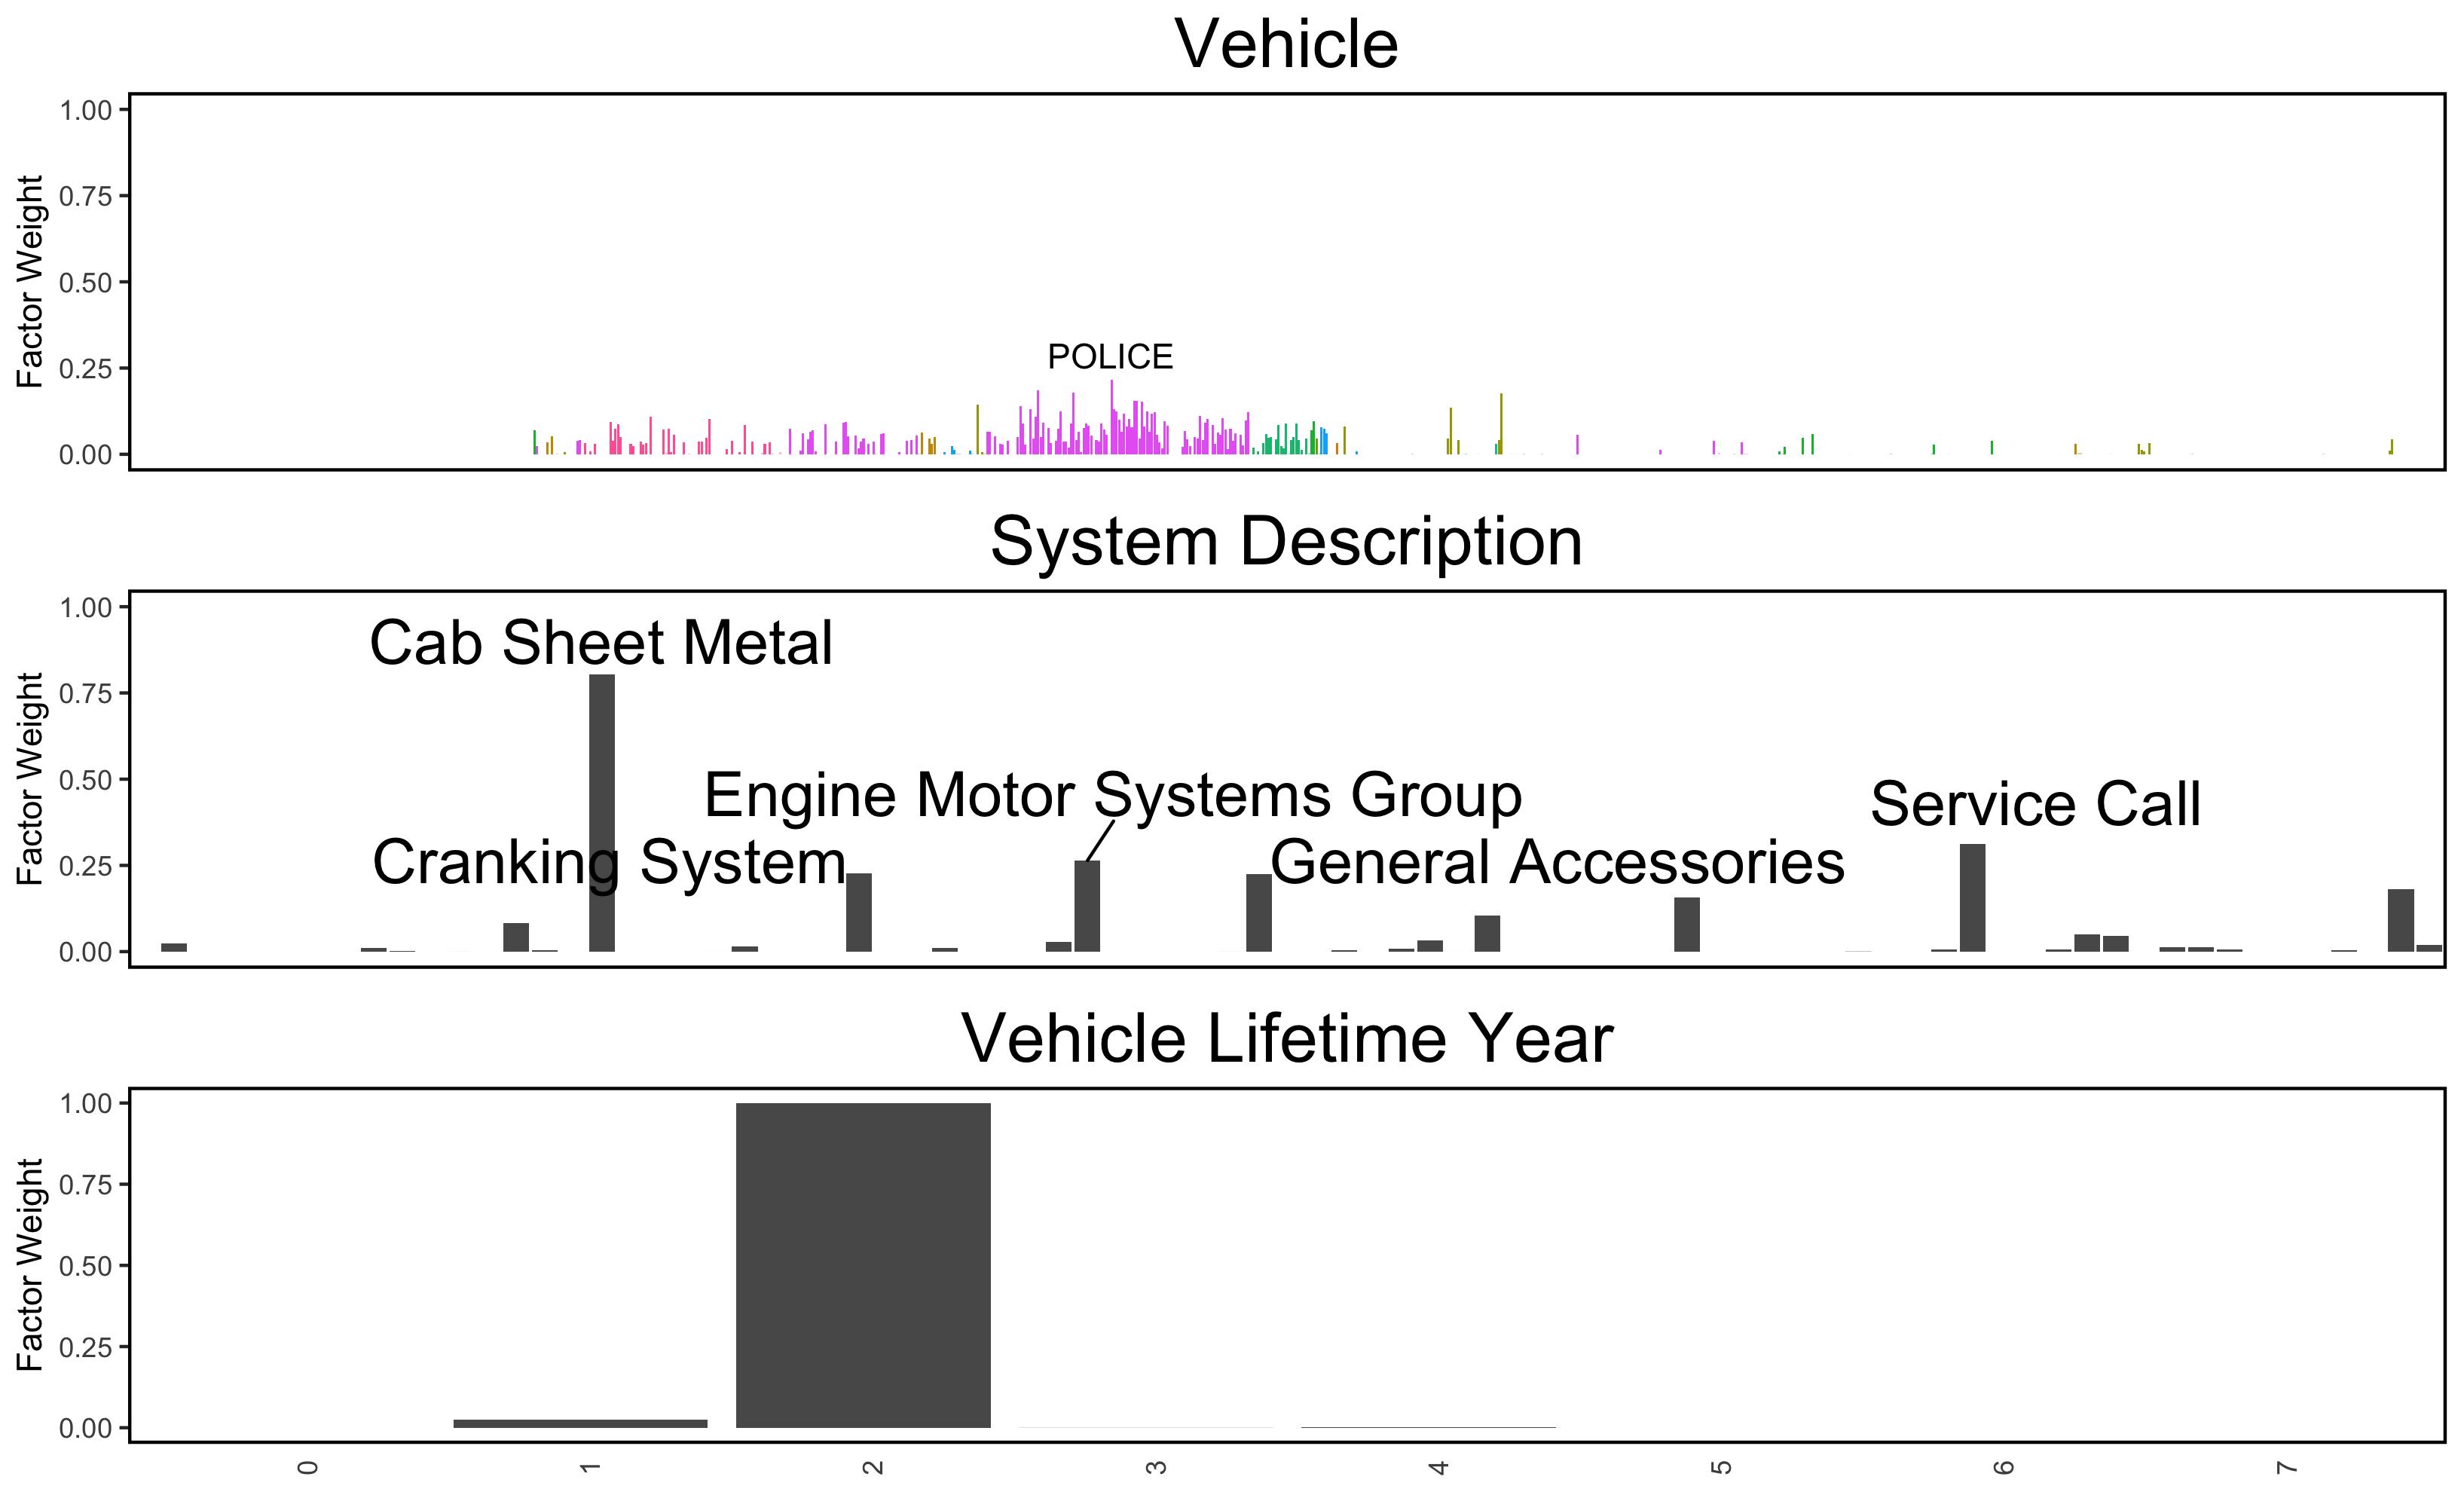 Vehicle
Factor Weight
1.00
0.75
0.50
0.25
0.00
POLICE
System Description
Factor Weight
1.00
0.75
0.50
0.25
0.00
Cab Sheet Metal
Engine Motor Systems Group
Service Call
Cranking System
General Accessories
Vehicle Lifetime Year
Factor Weight
1.00
0.75
0.50
0.25
0.00
0 1 2 3 4 5 6 7